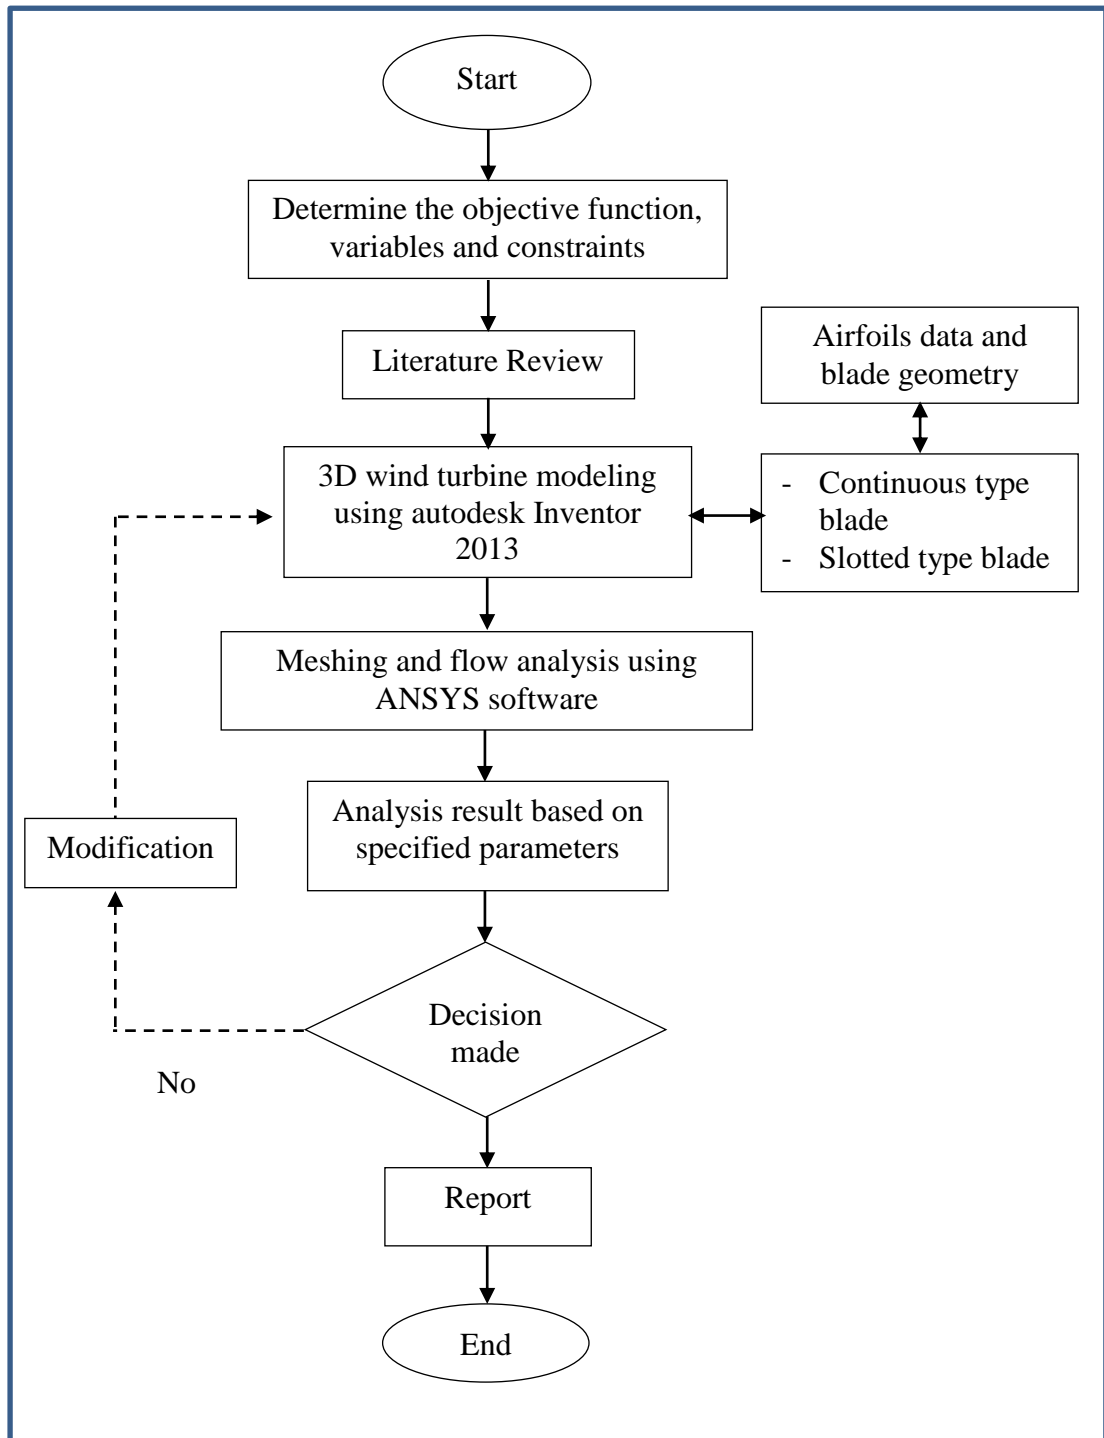 Start
Determine the objective function,
variables and constraints
Literature Review
Airfoils data and
blade geometry
3D wind turbine modeling
using autodesk Inventor
2013
- Continuous type
blade
- Slotted type blade
Meshing and flow analysis using
ANSYS software
Analysis result based on
specified parameters
Modification
Decision
made
No
Report
End